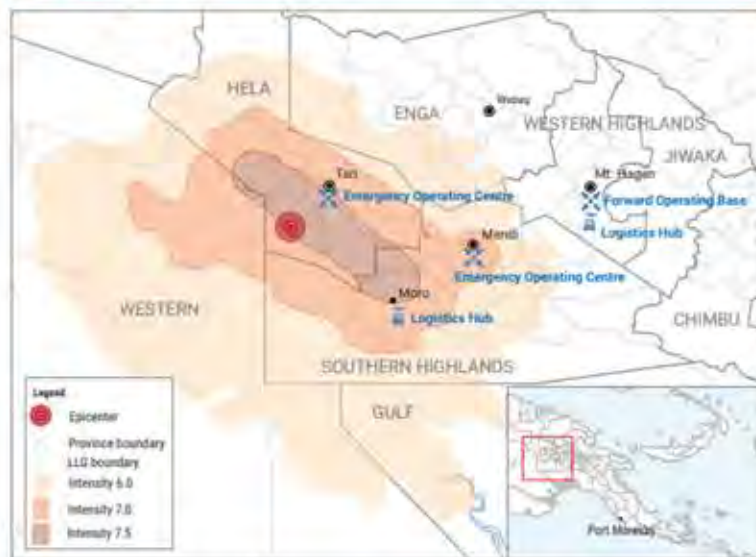 HELA
ENGA
Wabag
WESTERN HIGHLANDS
JIWAKA
Tari
Emergency Operating Centre
Mt. Hagen
Forward Operating Base
Logistics Hub
Mendi
Emergency Operating Centre
WESTERN
Moro
Logistics Hub
CHIMBU
SOUTHERN HIGHLANDS
GULF
Legend
Epicenter
Province boundary
LLG boundary
Intensity 6.0
Intensity 7.0
Intensity 7.5
Port Moresby